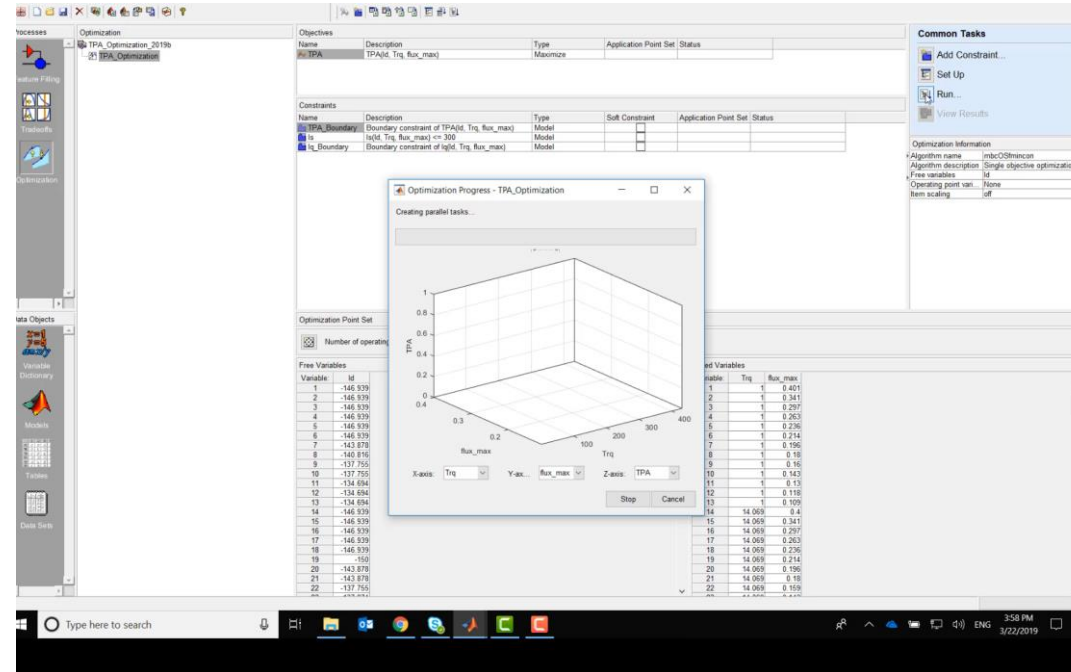 Processes
Feature Filling
Tradeoffs
Optimization
Optimization
TPA_Optimization_2019b
TPA_Optimization
Objectives
Name Description Type Application Point Set Status
TPA TPA(Id, Trq, flux_max) Maximize
Constraints
Name Description Type Soft Constraint Application Point Set Status
TPA_Boundary Boundary constraint of TPA(Id, Trq, flux_max) Model
Is Is(Id, Trq, flux_max) <= 300 Model
Iq_Boundary Boundary constraint of Iq(Id, Trq, flux_max) Model
Common Tasks
Add Constraint...
Set Up
Run...
View Results
Optimization Information
Algorithm name mbcOSfmincon
Algorithm description Single objective optimizatio
Free variables Id
Operating point vari... None
Item scaling off
Optimization Progress - TPA_Optimization
Creating parallel tasks...
1
0.8
0.6
0.4
0.2
0
TPA
0.4
0.3
0.2
flux_max
100
200
300
400
Trq
X-axis: Trq Y-ax... flux_max Z-axis: TPA
Stop Cancel
Data Objects
Variable
Dictionary
Models
Tables
Data Sets
Optimization Point Set
Number of operating
Free Variables
Variable: Id
1 -146.939
2 -146.939
3 -146.939
4 -146.939
5 -146.939
6 -146.939
7 -143.878
8 -140.816
9 -137.755
10 -137.755
11 -134.694
12 -134.694
13 -134.694
14 -146.939
15 -146.939
16 -146.939
17 -146.939
18 -146.939
19 -150
20 -143.878
21 -143.878
22 -137.755
ed Variables
riable: Trq flux_max
1 1 0.401
2 1 0.341
3 1 0.297
4 1 0.263
5 1 0.236
6 1 0.214
7 1 0.196
8 1 0.18
9 1 0.16
10 1 0.143
11 1 0.13
12 1 0.118
13 1 0.109
14 14.069 0.4
15 14.069 0.341
16 14.069 0.297
17 14.069 0.263
18 14.069 0.236
19 14.069 0.214
20 14.069 0.196
21 14.069 0.18
22 14.069 0.159
Type here to search
ENG
3:58 PM
3/22/2019